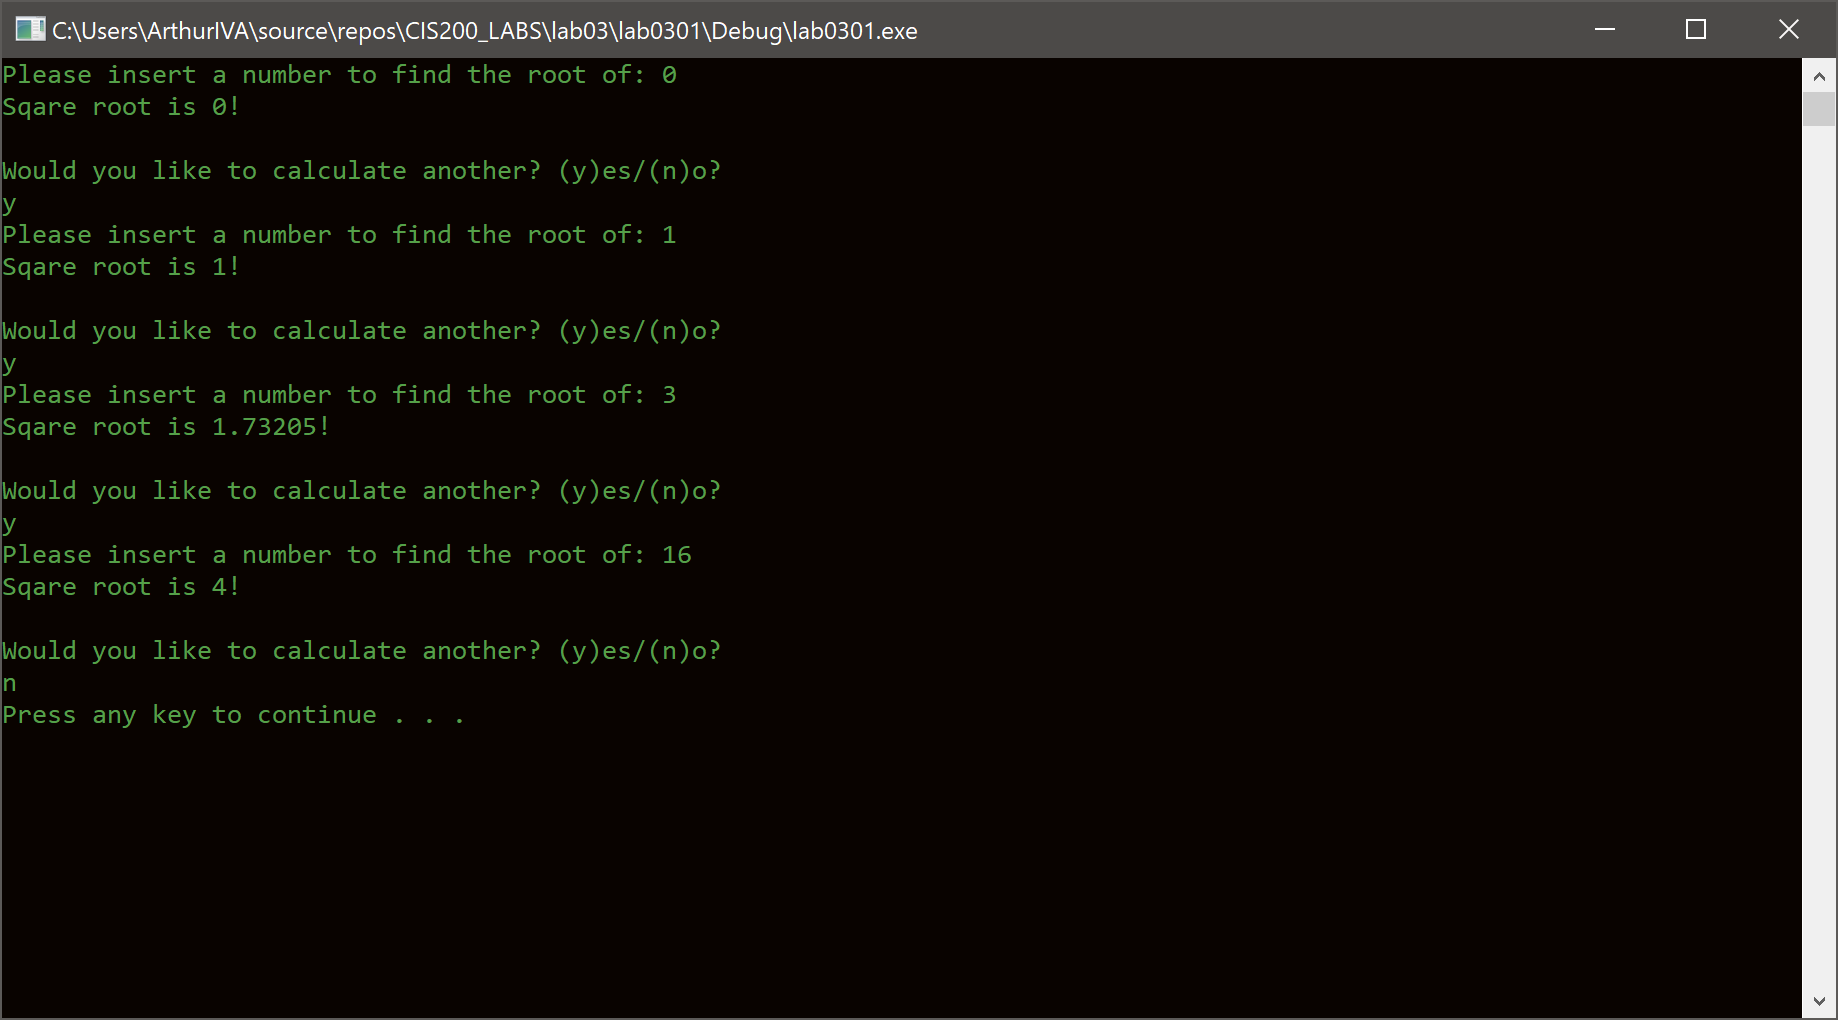 C:\Users\ArthurIVA\source\repos\CIS200_LABS\lab03\lab0301\Debug\lab0301.exe
Please insert a number to find the root of: 0
Sqare root is 0!
Would you like to calculate another? (y)es/(n)o?
y
Please insert a number to find the root of: 1
Sqare root is 1!
Would you like to calculate another? (y)es/(n)o?
y
Please insert a number to find the root of: 3
Sqare root is 1.73205!
Would you like to calculate another? (y)es/(n)o?
y
Please insert a number to find the root of: 16
Sqare root is 4!
Would you like to calculate another? (y)es/(n)o?
n
Press any key to continue . . .